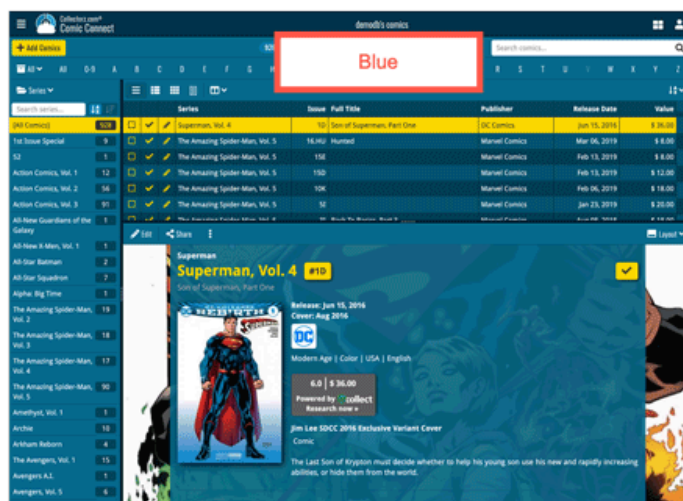 Collectorz.com®
Comic Connect
demodb's comics
+ Add Comics
Blue
Search comics...
All
All 0-9 A B C D E F G R S T U W X Y Z
Series
Search series...
Series Issue Full Title Publisher Release Date Value
[All Comics]
Superman, Vol. 4 1D Son of Superman, Part One DC Comics Jun 15, 2016 $ 36.00
1st Issue Special 9
The Amazing Spider-Man, Vol. 5 16.HU Hunted Marvel Comics Mar 06, 2019 $ 8.00
52 1
The Amazing Spider-Man, Vol. 5 15E Marvel Comics Feb 13, 2019 $ 8.00
Action Comics, Vol. 1 12
The Amazing Spider-Man, Vol. 5 15D Marvel Comics Feb 13, 2019 $ 12.00
Action Comics, Vol. 2 56
The Amazing Spider-Man, Vol. 5 10K Marvel Comics Feb 06, 2019 $ 18.00
Action Comics, Vol. 3 91
The Amazing Spider-Man, Vol. 5 Marvel Comics Jan 23, 2019 $ 20.00
All-New Guardians of the 1
Galaxy
All-New X-Men, Vol. 1 1
All-Star Batman 2
All-Star Squadron 7
Alpha: Big Time 1
The Amazing Spider-Man, 19
Vol. 2
The Amazing Spider-Man, 18
Vol. 3
The Amazing Spider-Man, 17
Vol. 4
The Amazing Spider-Man, 90
Vol. 5
Amethyst, Vol. 1 1
Archie 10
Arkham Reborn 4
The Avengers, Vol. 1 15
Avengers A.I. 1
Avengers, Vol. 5 6
Edit Share Layout
Superman
Superman, Vol. 4 #1D
Son of Superman, Part One
REBIRTH
SUPERMAN
Release: Jun 15, 2016
Cover: Aug 2016
DC
Modern Age | Color | USA | English
6.0 | $ 36.00
Powered by collect
Research now »
Jim Lee SDCC 2016 Exclusive Variant Cover
Comic
The Last Son of Krypton must decide whether to help his young son use his new and rapidly increasing
abilities, or hide them from the world.